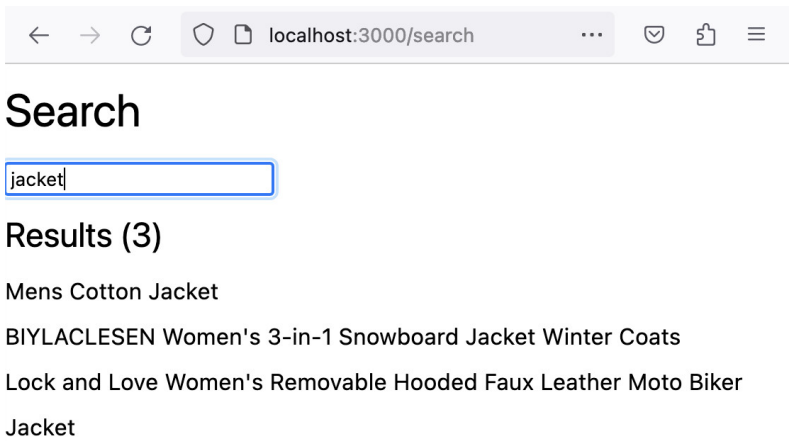 localhost:3000/search
Search
jacket
Results (3)
Mens Cotton Jacket
BIYLACLESEN Women's 3-in-1 Snowboard Jacket Winter Coats
Lock and Love Women's Removable Hooded Faux Leather Moto Biker
Jacket